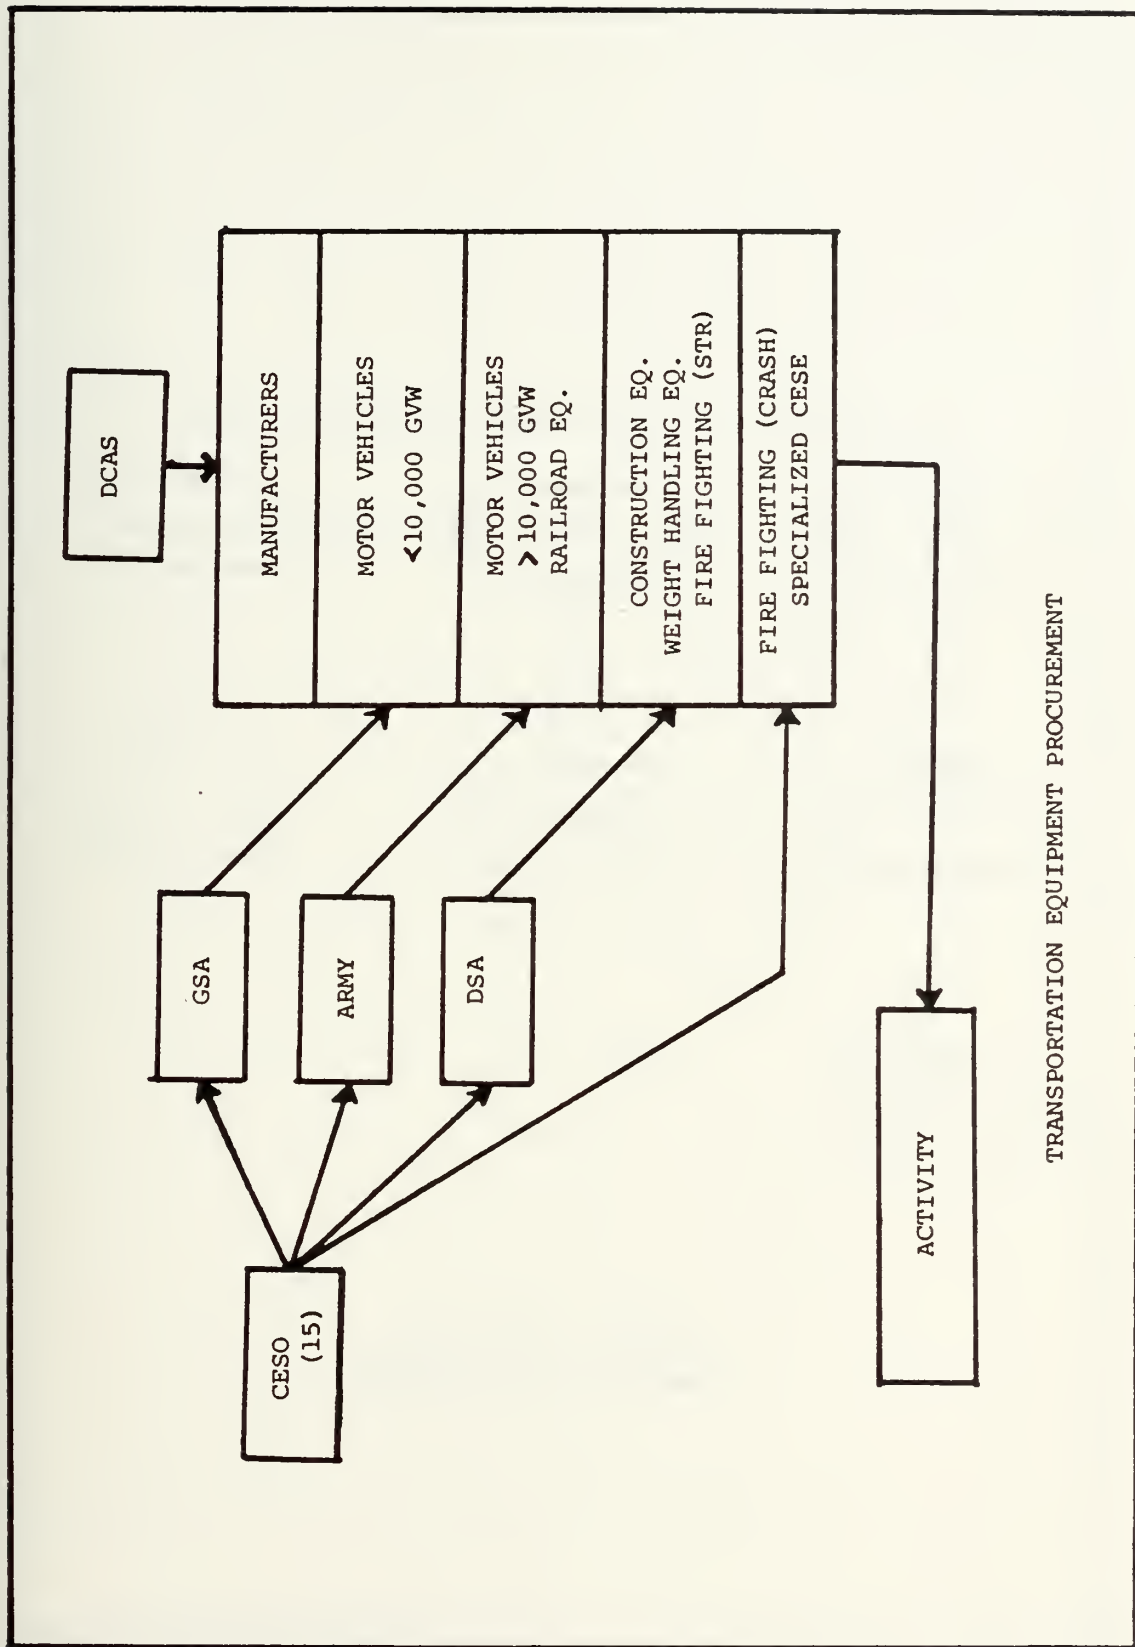 DCAS
MANUFACTURERS
MOTOR VEHICLES
<10,000 GVW
MOTOR VEHICLES
>10,000 GVW
RAILROAD EQ.
CONSTRUCTION EQ.
WEIGHT HANDLING EQ.
FIRE FIGHTING (STR)
FIRE FIGHTING (CRASH)
SPECIALIZED CESE
GSA
ARMY
DSA
CESO
(15)
ACTIVITY
TRANSPORTATION EQUIPMENT PROCUREMENT